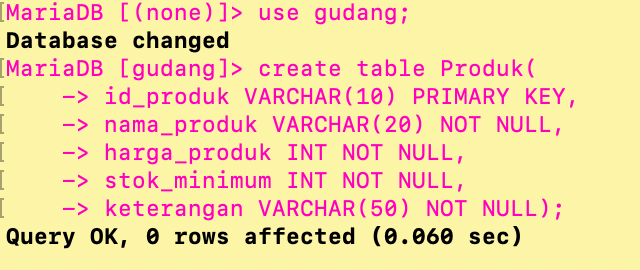 MariaDB [(none)]> use gudang;
Database changed
MariaDB [gudang]> create table Produk(
    -> id_produk VARCHAR(10) PRIMARY KEY,
    -> nama_produk VARCHAR(20) NOT NULL,
    -> harga_produk INT NOT NULL,
    -> stok_minimum INT NOT NULL,
    -> keterangan VARCHAR(50) NOT NULL);
Query OK, 0 rows affected (0.060 sec)